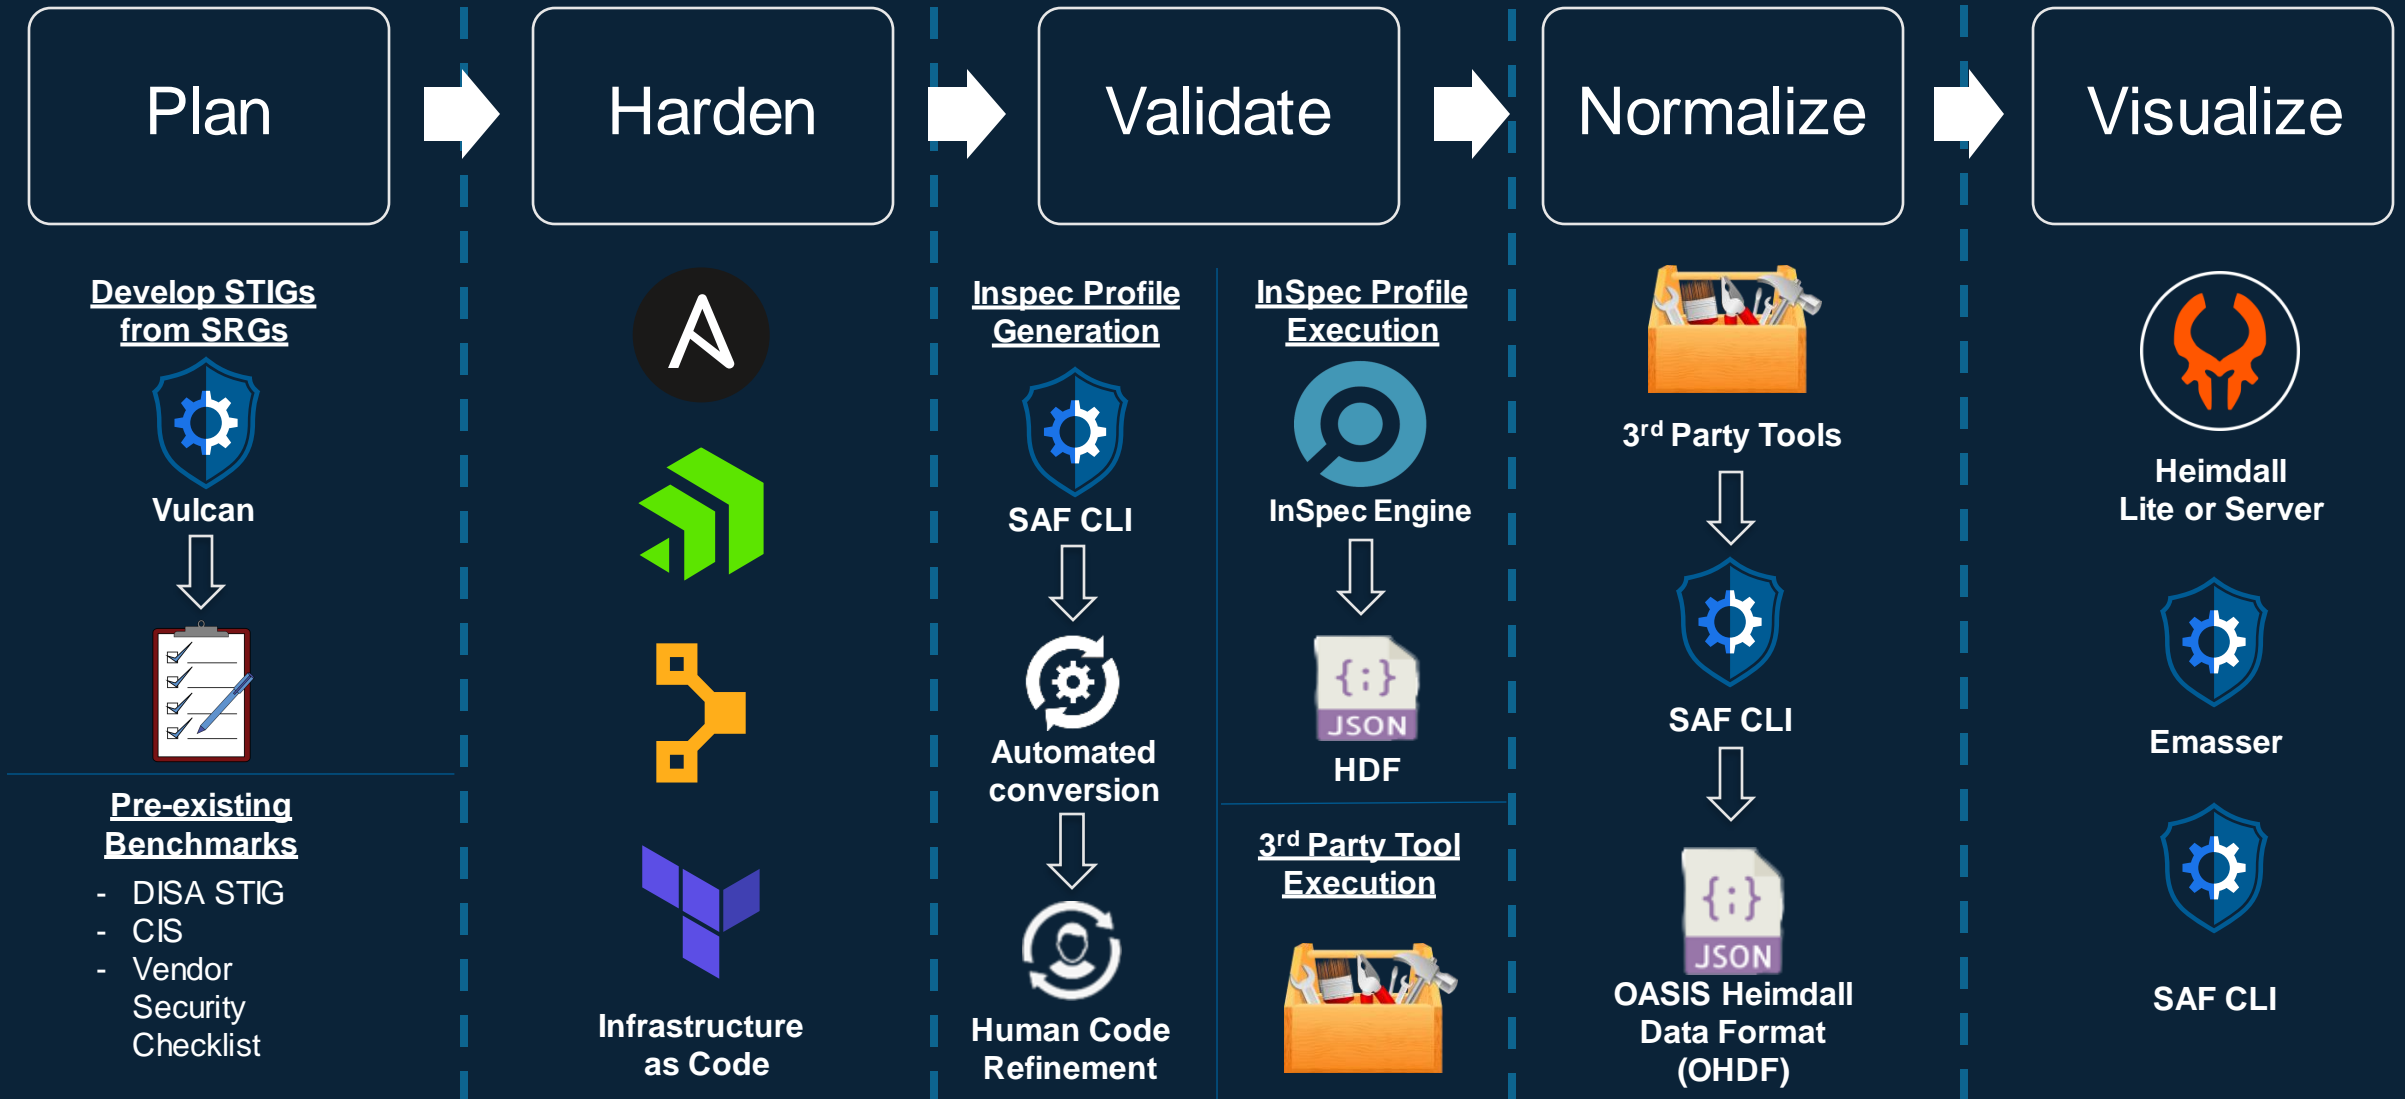 Plan
Harden
Validate
Normalize
Visualize
Develop STIGs
from SRGs
Vulcan
Pre-existing
Benchmarks
- DISA STIG
- CIS
- Vendor
Security
Checklist
Infrastructure
as Code
Inspec Profile
Generation
SAF CLI
Automated
conversion
Human Code
Refinement
InSpec Profile
Execution
InSpec Engine
{;}
JSON
HDF
3rd Party Tool
Execution
3rd Party Tools
SAF CLI
{;}
JSON
OASIS Heimdall
Data Format
(OHDF)
Heimdall
Lite or Server
Emasser
SAF CLI